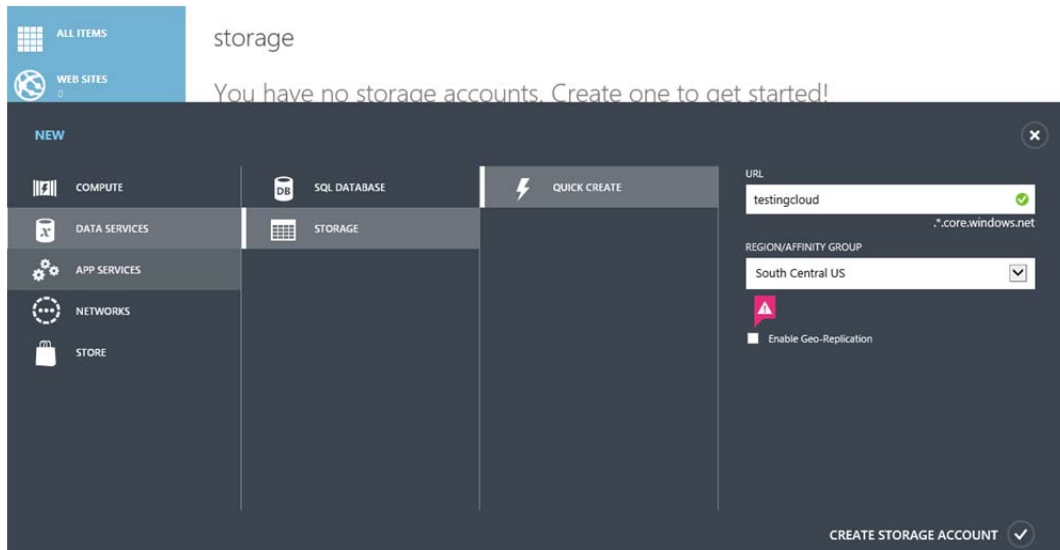 ALL ITEMS
WEB SITES
0
storage
You have no storage accounts. Create one to get started!
NEW
COMPUTE
DATA SERVICES
APP SERVICES
NETWORKS
STORE
DB
SQL DATABASE
STORAGE
QUICK CREATE
URL
testingcloud
.*.core.windows.net
REGION/AFFINITY GROUP
South Central US
Enable Geo-Replication
CREATE STORAGE ACCOUNT